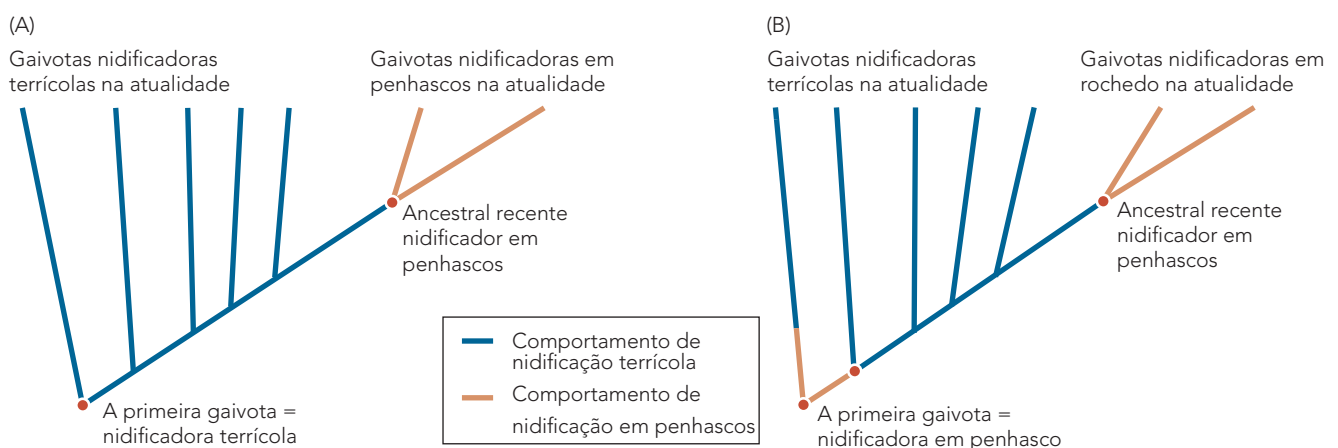 (A)
Gaivotas nidificadoras
terrícolas na atualidade
Gaivotas nidificadoras em
penhascos na atualidade
Ancestral recente
nidificador em
penhascos
A primeira gaivota =
nidificadora terrícola
Comportamento de
nidificação terrícola
Comportamento de
nidificação em penhascos
(B)
Gaivotas nidificadoras
terrícolas na atualidade
Gaivotas nidificadoras em
rochedo na atualidade
Ancestral recente
nidificador em
penhascos
A primeira gaivota =
nidificadora em penhasco